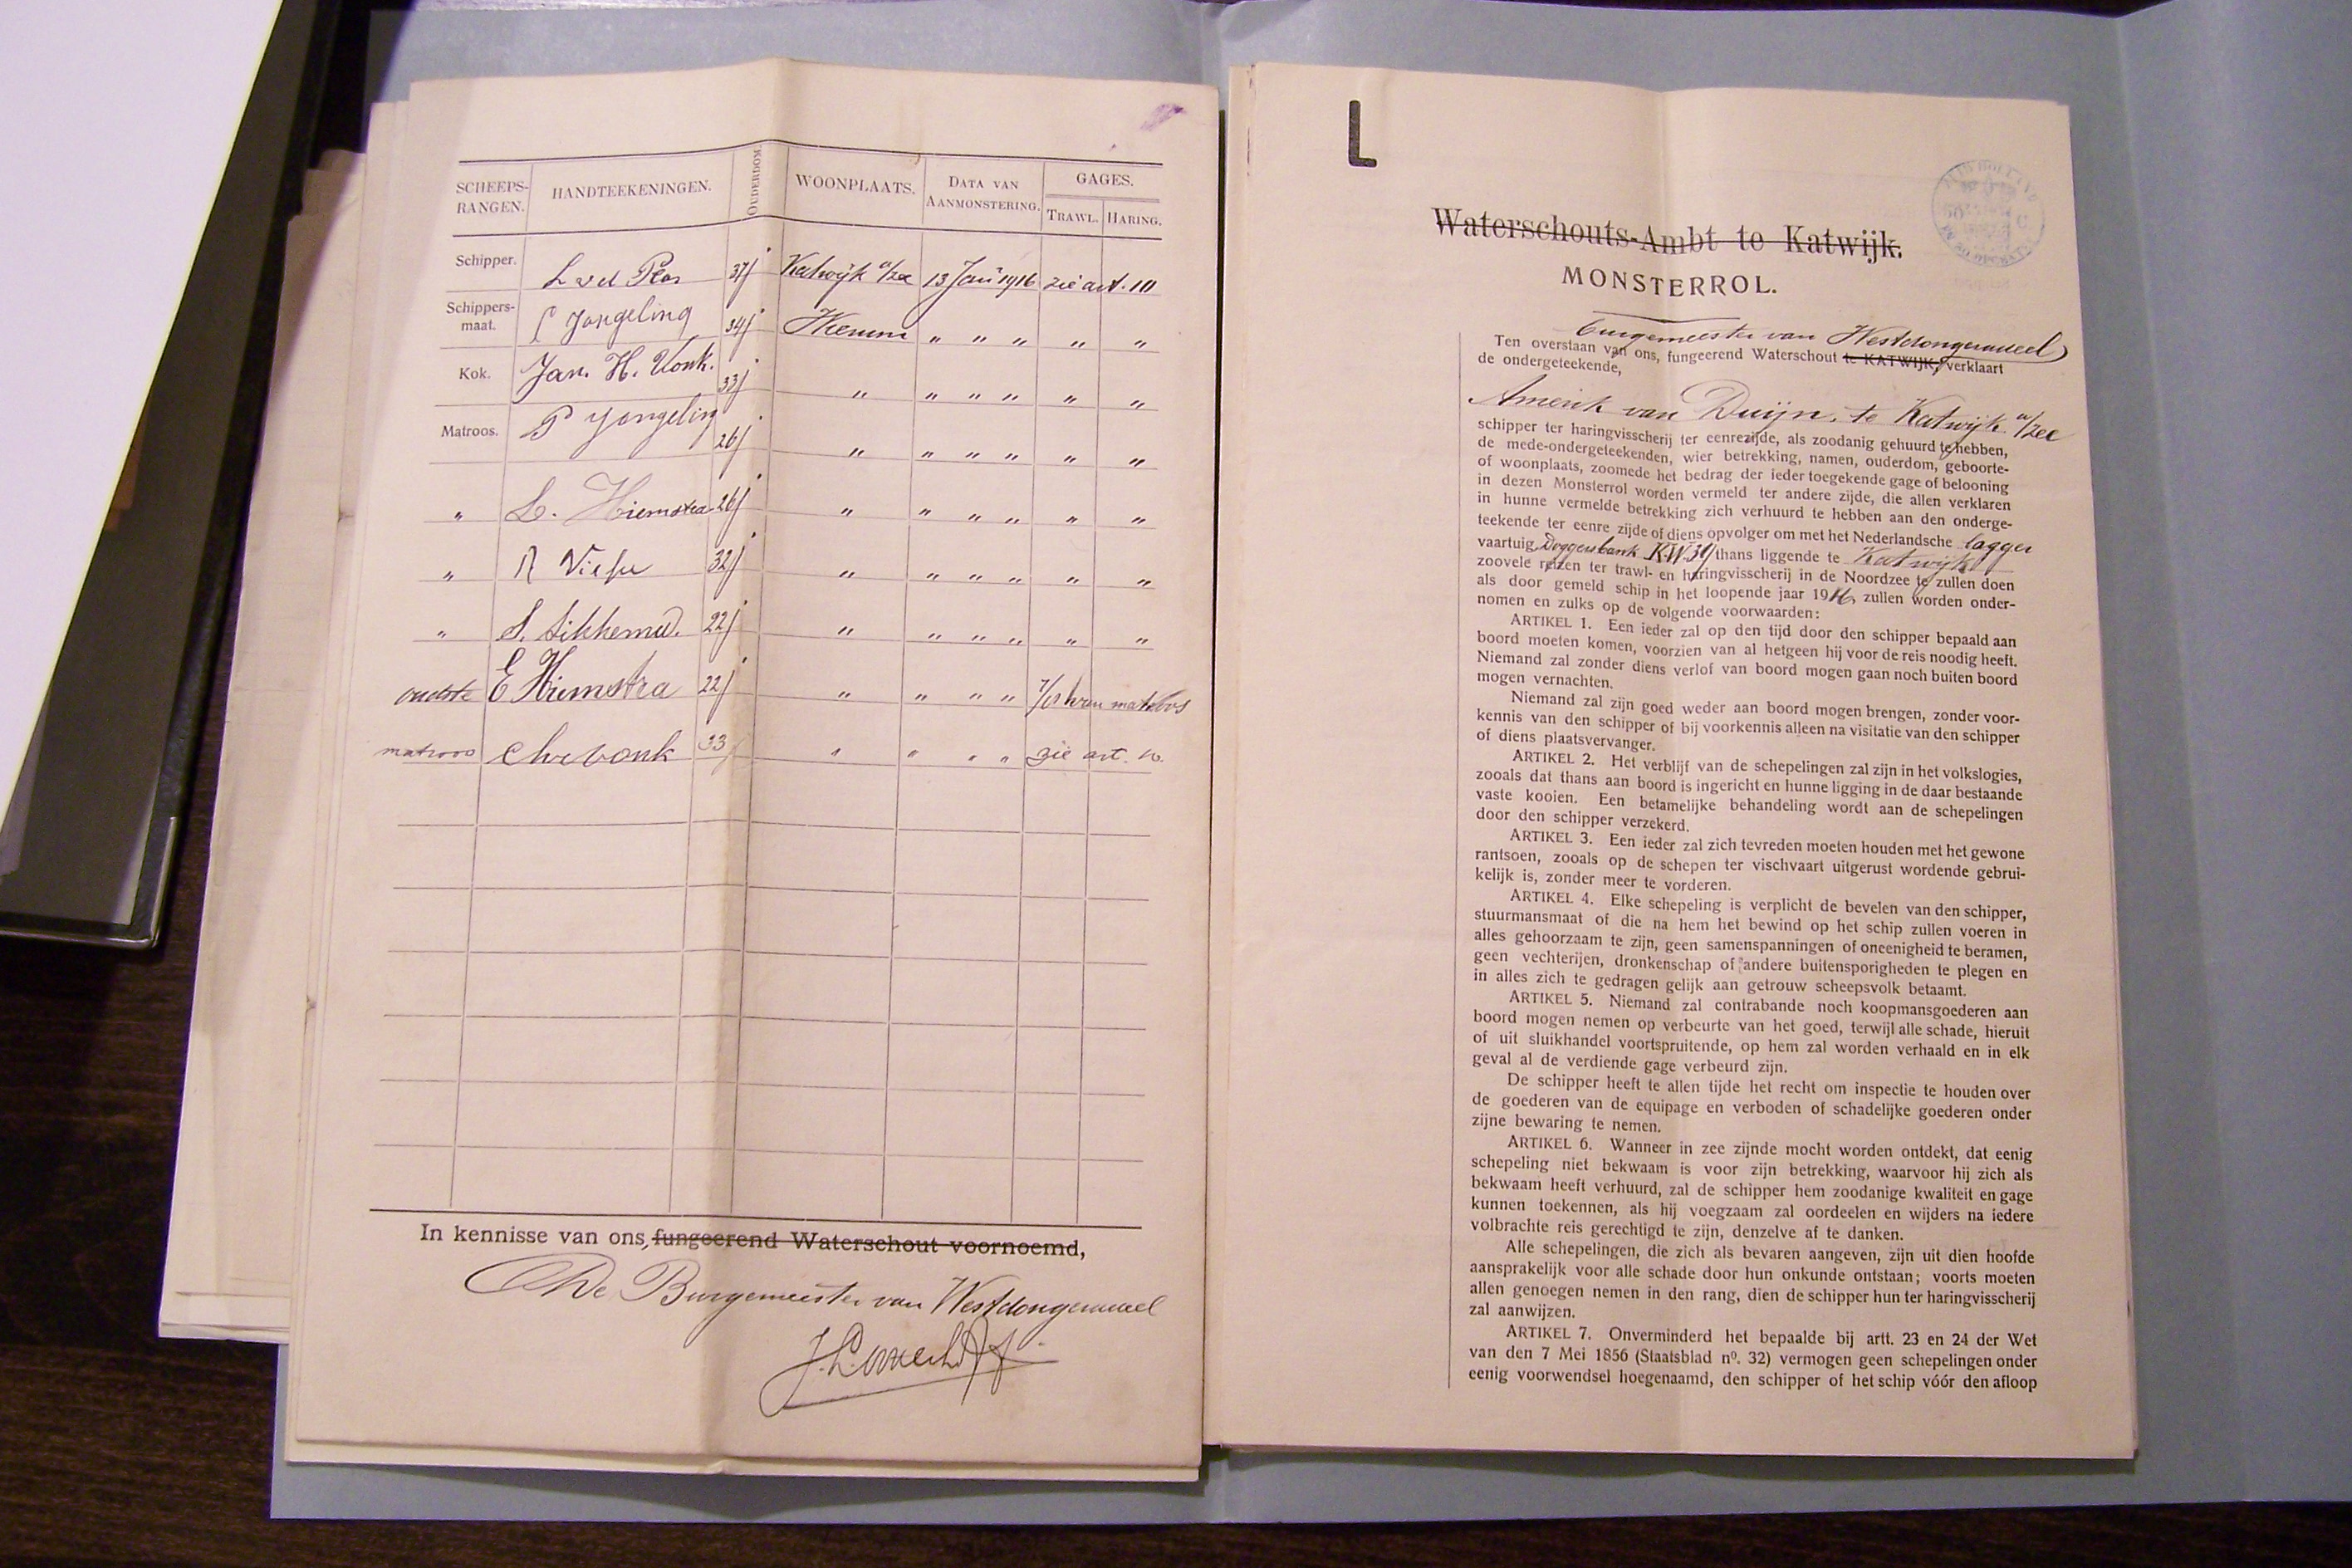 SCHEEPS-RANGEN. HANDTEEKENINGEN. OUDERDOM. WOONPLAATS. DATA VAN AANMONSTERING. GAGES. TRAWL. HARING.
Schipper. L v d Plas 37j Katwijk a/zee 13 Jan 1916 zie art. 10
Schippers-maat. Jongeling 34j Wierum " " " " "
Kok. Jan. H. Vonk. 33j " " " " " "
Matroos. P Jongeling 26j " " " " " "
" L. Hiemstra 26j " " " " " "
" R Visser 32j " " " " " "
" S. Sikkema. 22j " " " " " "
oudste E Hiemstra 22j " " " " van matroos
matroos Chr vonk 33j " " " " zie art. 10.
In kennisse van ons, fungeerend Waterschout voornoemd,
De Burgemeester van Westdongeradeel
L
Waterschouts-Ambt te Katwijk.
MONSTERROL.
burgemeester van Westdongeradeel
Ten overstaan van ons, fungeerend Waterschout te KATWIJK, verklaart
de ondergeteekende,
Amerik van Duijn, te Katwijk a/zee
schipper ter haringvisscherij ter eenrezijde, als zoodanig gehuurd te hebben,
de mede-ondergeteekenden, wier betrekking, namen, ouderdom, geboorte-
of woonplaats, zoomede het bedrag der ieder toegekende gage of belooning
in dezen Monsterrol worden vermeld ter andere zijde, die allen verklaren
in hunne vermelde betrekking zich verhuurd te hebben aan den onderge-
teekende ter eenre zijde of diens opvolger om met het Nederlandsche logger
vaartuig Doggersbank KW.39 thans liggende te Katwijk
zoovele reizen ter trawl- en haringvisscherij in de Noordzee te zullen doen
als door gemeld schip in het loopende jaar 1916 zullen worden onder-
nomen en zulks op de volgende voorwaarden:
ARTIKEL 1. Een ieder zal op den tijd door den schipper bepaald aan
boord moeten komen, voorzien van al hetgeen hij voor de reis noodig heeft.
Niemand zal zonder diens verlof van boord mogen gaan noch buiten boord
mogen vernachten.
Niemand zal zijn goed weder aan boord mogen brengen, zonder voor-
kennis van den schipper of bij voorkennis alleen na visitatie van den schipper
of diens plaatsvervanger.
ARTIKEL 2. Het verblijf van de schepelingen zal zijn in het volkslogies,
zooals dat thans aan boord is ingericht en hunne ligging in de daar bestaande
vaste kooien. Een betamelijke behandeling wordt aan de schepelingen
door den schipper verzekerd.
ARTIKEL 3. Een ieder zal zich tevreden moeten houden met het gewone
rantsoen, zooals op de schepen ter vischvaart uitgerust wordende gebrui-
kelijk is, zonder meer te vorderen.
ARTIKEL 4. Elke schepeling is verplicht de bevelen van den schipper,
stuurmansmaat of die na hem het bewind op het schip zullen voeren in
alles gehoorzaam te zijn, geen samenspanningen of oneenigheid te beramen,
geen vechterijen, dronkenschap of andere buitensporigheden te plegen en
in alles zich te gedragen gelijk aan getrouw scheepsvolk betaamt.
ARTIKEL 5. Niemand zal contrabande noch koopmansgoederen aan
boord mogen nemen op verbeurte van het goed, terwijl alle schade, hieruit
of uit sluikhandel voortspruitende, op hem zal worden verhaald en in elk
geval al de verdiende gage verbeurd zijn.
De schipper heeft te allen tijde het recht om inspectie te houden over
de goederen van de equipage en verboden of schadelijke goederen onder
zijne bewaring te nemen.
ARTIKEL 6. Wanneer in zee zijnde mocht worden ontdekt, dat eenig
schepeling niet bekwaam is voor zijn betrekking, waarvoor hij zich als
bekwaam heeft verhuurd, zal de schipper hem zoodanige kwaliteit en gage
kunnen toekennen, als hij voegzaam zal oordeelen en wijders na iedere
volbrachte reis gerechtigd te zijn, denzelve af te danken.
Alle schepelingen, die zich als bevaren aangeven, zijn uit dien hoofde
aansprakelijk voor alle schade door hun onkunde ontstaan; voorts moeten
allen genoegen nemen in den rang, dien de schipper hun ter haringvisscherij
zal aanwijzen.
ARTIKEL 7. Onverminderd het bepaalde bij artt. 23 en 24 der Wet
van den 7 Mei 1856 (Staatsblad nº. 32) vermogen geen schepelingen onder
eenig voorwendsel hoegenaamd, den schipper of het schip vóór den afloop